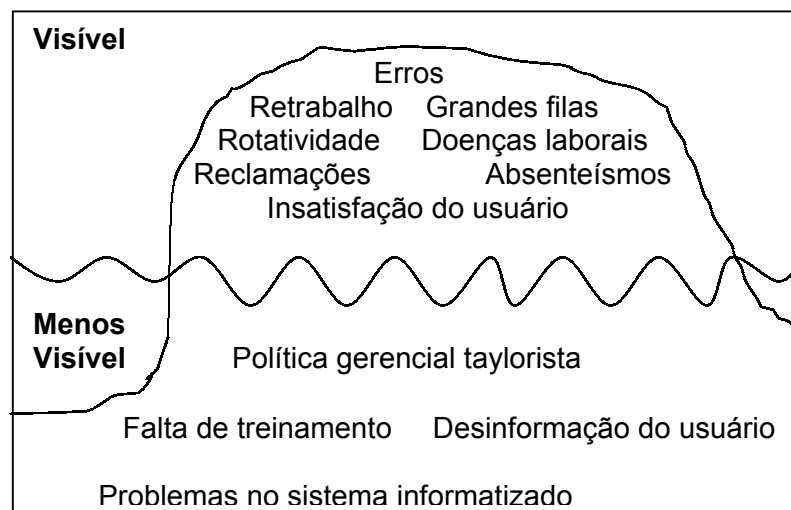 Visível
Erros
Retrabalho Grandes filas
Rotatividade Doenças laborais
Reclamações Absenteísmos
Insatisfação do usuário
Menos
Visível
Política gerencial taylorista
Falta de treinamento Desinformação do usuário
Problemas no sistema informatizado